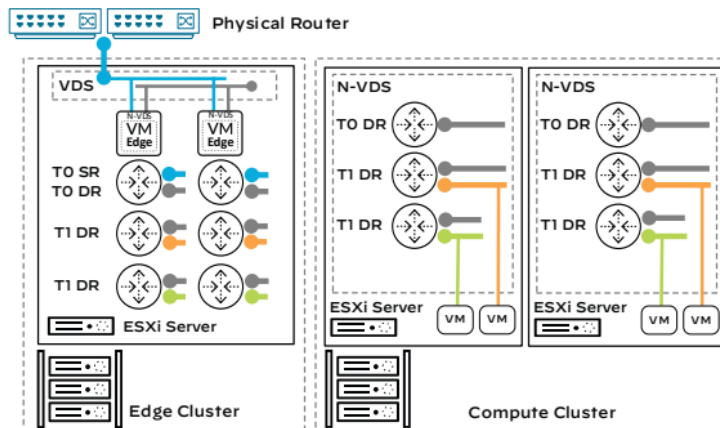 Physical Router
VDS
N-VDS
VM
Edge
N-VDS
VM
Edge
T0 SR
T0 DR
T1 DR
T1 DR
ESXi Server
Edge Cluster
N-VDS
T0 DR
T1 DR
T1 DR
ESXi Server
VM
VM
N-VDS
T0 DR
T1 DR
T1 DR
ESXi Server
VM
VM
Compute Cluster